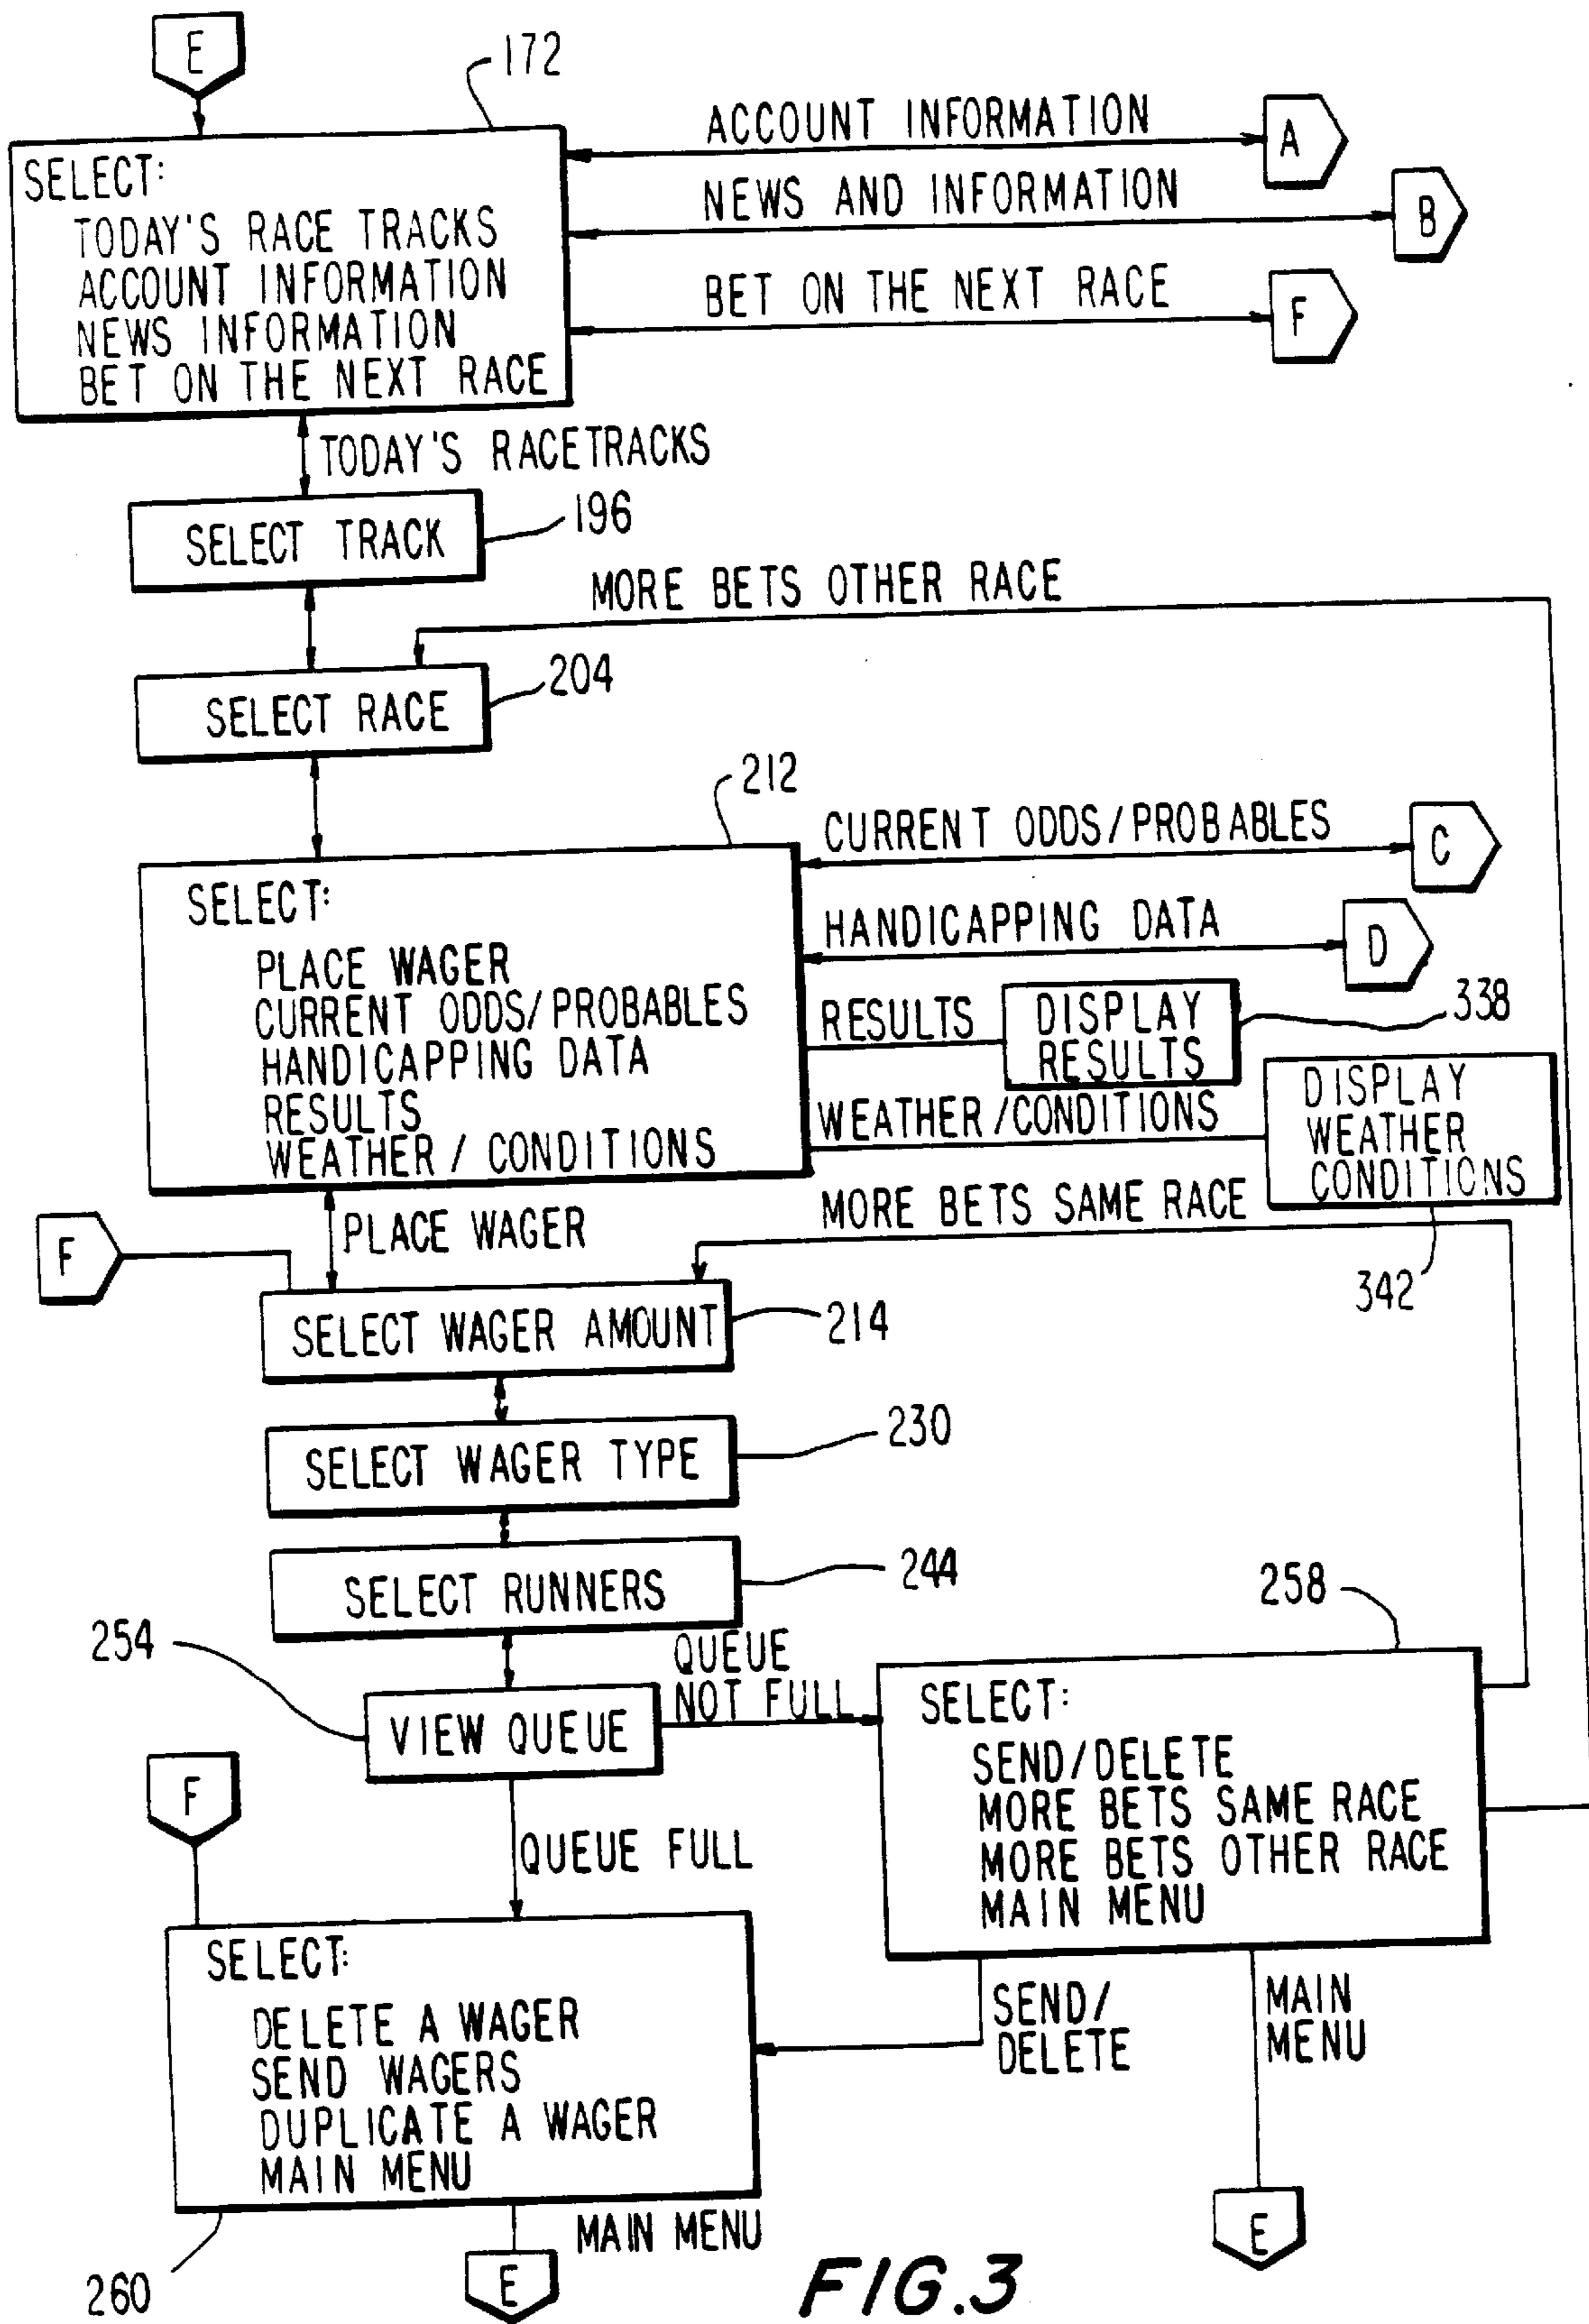 E
172
SELECT:
TODAY'S RACE TRACKS
ACCOUNT INFORMATION
NEWS INFORMATION
BET ON THE NEXT RACE
ACCOUNT INFORMATION
A
NEWS AND INFORMATION
B
BET ON THE NEXT RACE
F
TODAY'S RACETRACKS
SELECT TRACK
196
MORE BETS OTHER RACE
SELECT RACE
204
212
SELECT:
PLACE WAGER
CURRENT ODDS/PROBABLES
HANDICAPPING DATA
RESULTS
WEATHER / CONDITIONS
CURRENT ODDS/PROBABLES
C
HANDICAPPING DATA
D
RESULTS
DISPLAY
RESULTS
338
WEATHER/CONDITIONS
DISPLAY
WEATHER
CONDITIONS
342
MORE BETS SAME RACE
PLACE WAGER
F
SELECT WAGER AMOUNT
214
SELECT WAGER TYPE
230
SELECT RUNNERS
244
254
VIEW QUEUE
QUEUE
NOT FULL
258
SELECT:
SEND/DELETE
MORE BETS SAME RACE
MORE BETS OTHER RACE
MAIN MENU
F
QUEUE FULL
SELECT:
DELETE A WAGER
SEND WAGERS
DUPLICATE A WAGER
MAIN MENU
SEND/
DELETE
MAIN
MENU
260
MAIN MENU
E
E
FIG.3